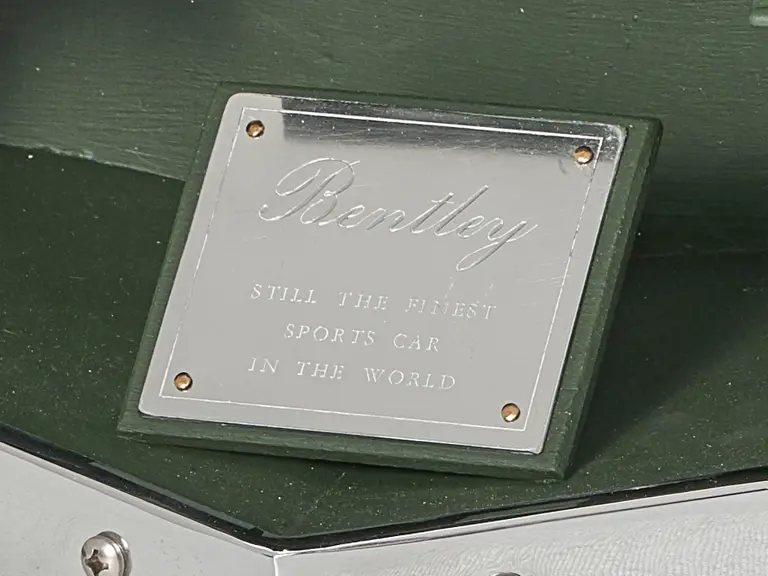 Bentley
STILL THE FINEST
SPORTS CAR
IN THE WORLD